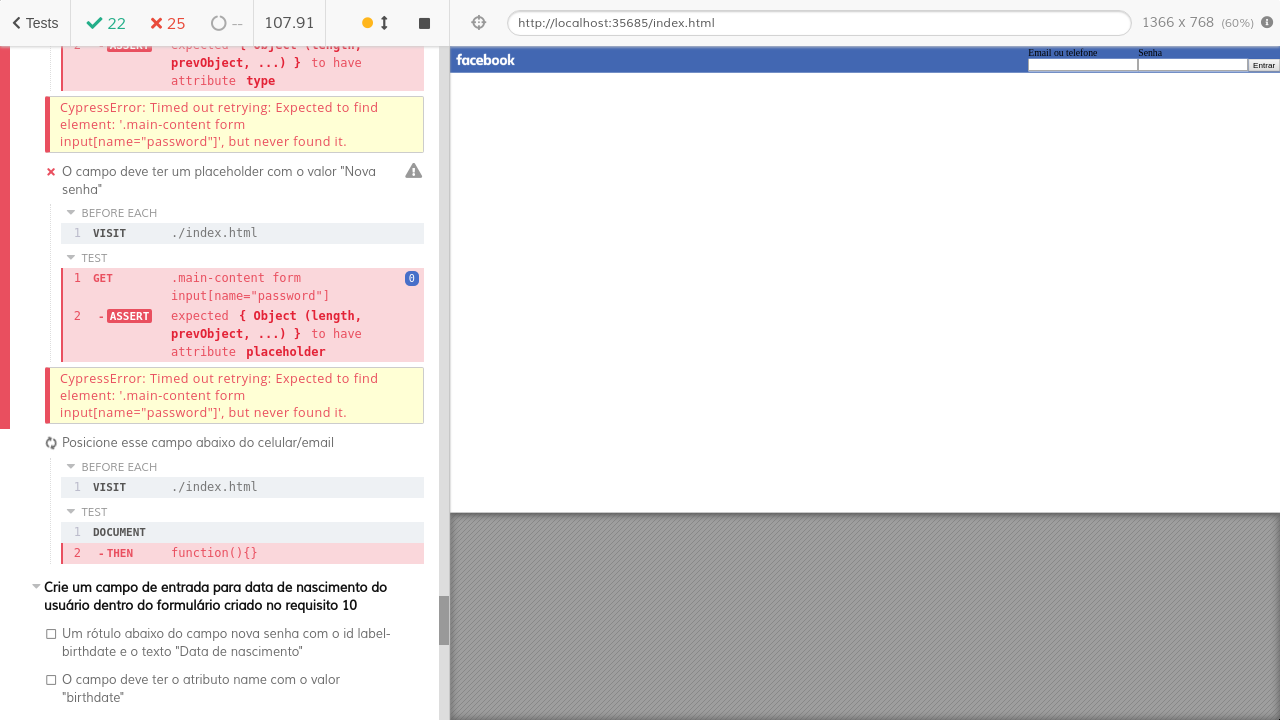 Tests 22 25 -- 107.91
2 -ASSERT expected { Object (length,
prevObject, ...) } to have
attribute type
CypressError: Timed out retrying: Expected to find
element: '.main-content form
input[name="password"]', but never found it.
O campo deve ter um placeholder com o valor "Nova
senha"
BEFORE EACH
1 VISIT ./index.html
TEST
1 GET .main-content form 0
input[name="password"]
2 -ASSERT expected { Object (length,
prevObject, ...) } to have
attribute placeholder
CypressError: Timed out retrying: Expected to find
element: '.main-content form
input[name="password"]', but never found it.
Posicione esse campo abaixo do celular/email
BEFORE EACH
1 VISIT ./index.html
TEST
1 DOCUMENT
2 -THEN function(){}
Crie um campo de entrada para data de nascimento do
usuário dentro do formulário criado no requisito 10
Um rótulo abaixo do campo nova senha com o id label-
birthdate e o texto "Data de nascimento"
O campo deve ter o atributo name com o valor
"birthdate"
http://localhost:35685/index.html 1366 x 768 (60%)
facebook
Email ou telefone Senha
Entrar